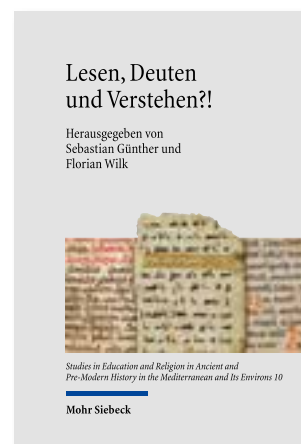 Lesen, Deuten
und Verstehen?!
Herausgegeben von
Sebastian Günther und
Florian Wilk
Studies in Education and Religion in Ancient and
Pre-Modern History in the Mediterranean and Its Environs 10
Mohr Siebeck